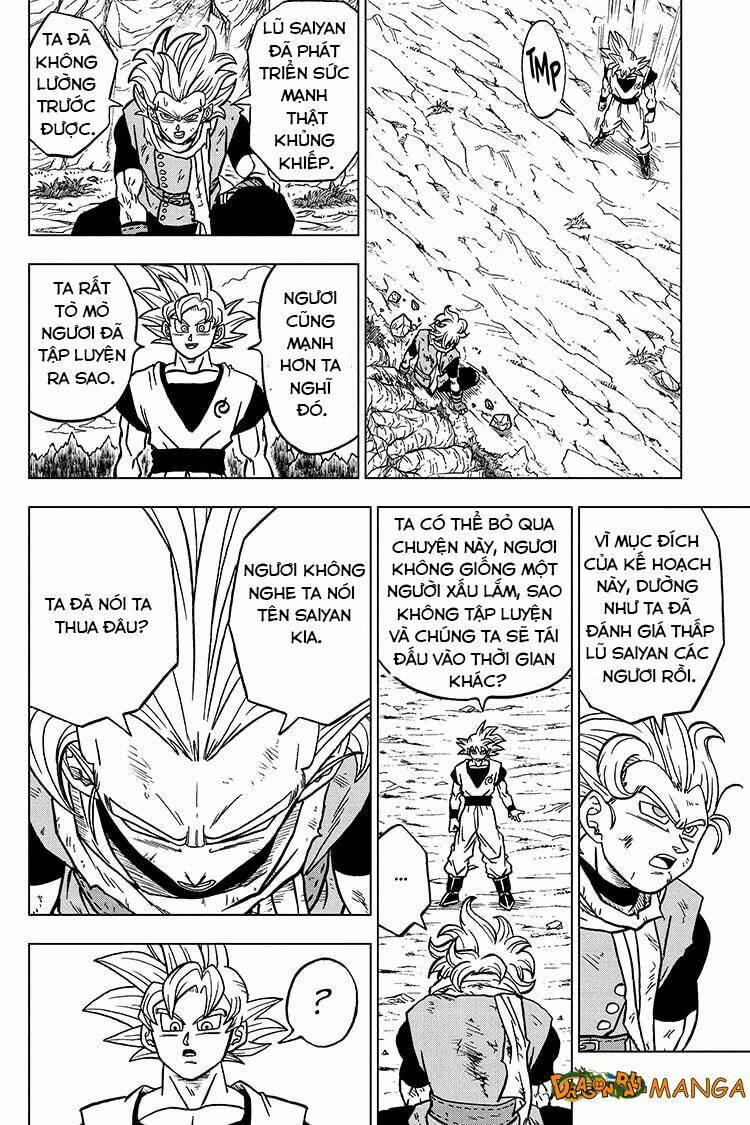 TMP
LŨ SAIYAN
ĐÃ PHÁT
TRIỂN SỨC
MẠNH
THẬT
KHỦNG
KHIẾP.
TA ĐÃ
KHÔNG
LƯỜNG
TRƯỚC
ĐƯỢC.
NGƯƠI
CŨNG
MẠNH
HƠN TA
NGHĨ
ĐÓ.
TA RẤT
TÒ MÒ
NGƯƠI ĐÃ
TẬP LUYỆN
RA SAO.
VÌ MỤC ĐÍCH
CỦA KẾ HOẠCH
NÀY, DƯỜNG
NHƯ TA ĐÃ
ĐÁNH GIÁ THẤP
LŨ SAIYAN CÁC
NGƯƠI RỒI.
TA CÓ THỂ BỎ QUA
CHUYỆN NÀY, NGƯƠI
KHÔNG GIỐNG MỘT
NGƯỜI XẤU LẮM, SAO
KHÔNG TẬP LUYỆN
VÀ CHÚNG TA SẼ TÁI
ĐẤU VÀO THỜI GIAN
KHÁC?
...
NGƯƠI KHÔNG
NGHE TA NÓI
TÊN SAIYAN
KIA.
TA ĐÃ NÓI TA
THUA ĐÂU?
?
DRAGON BALL MANGA